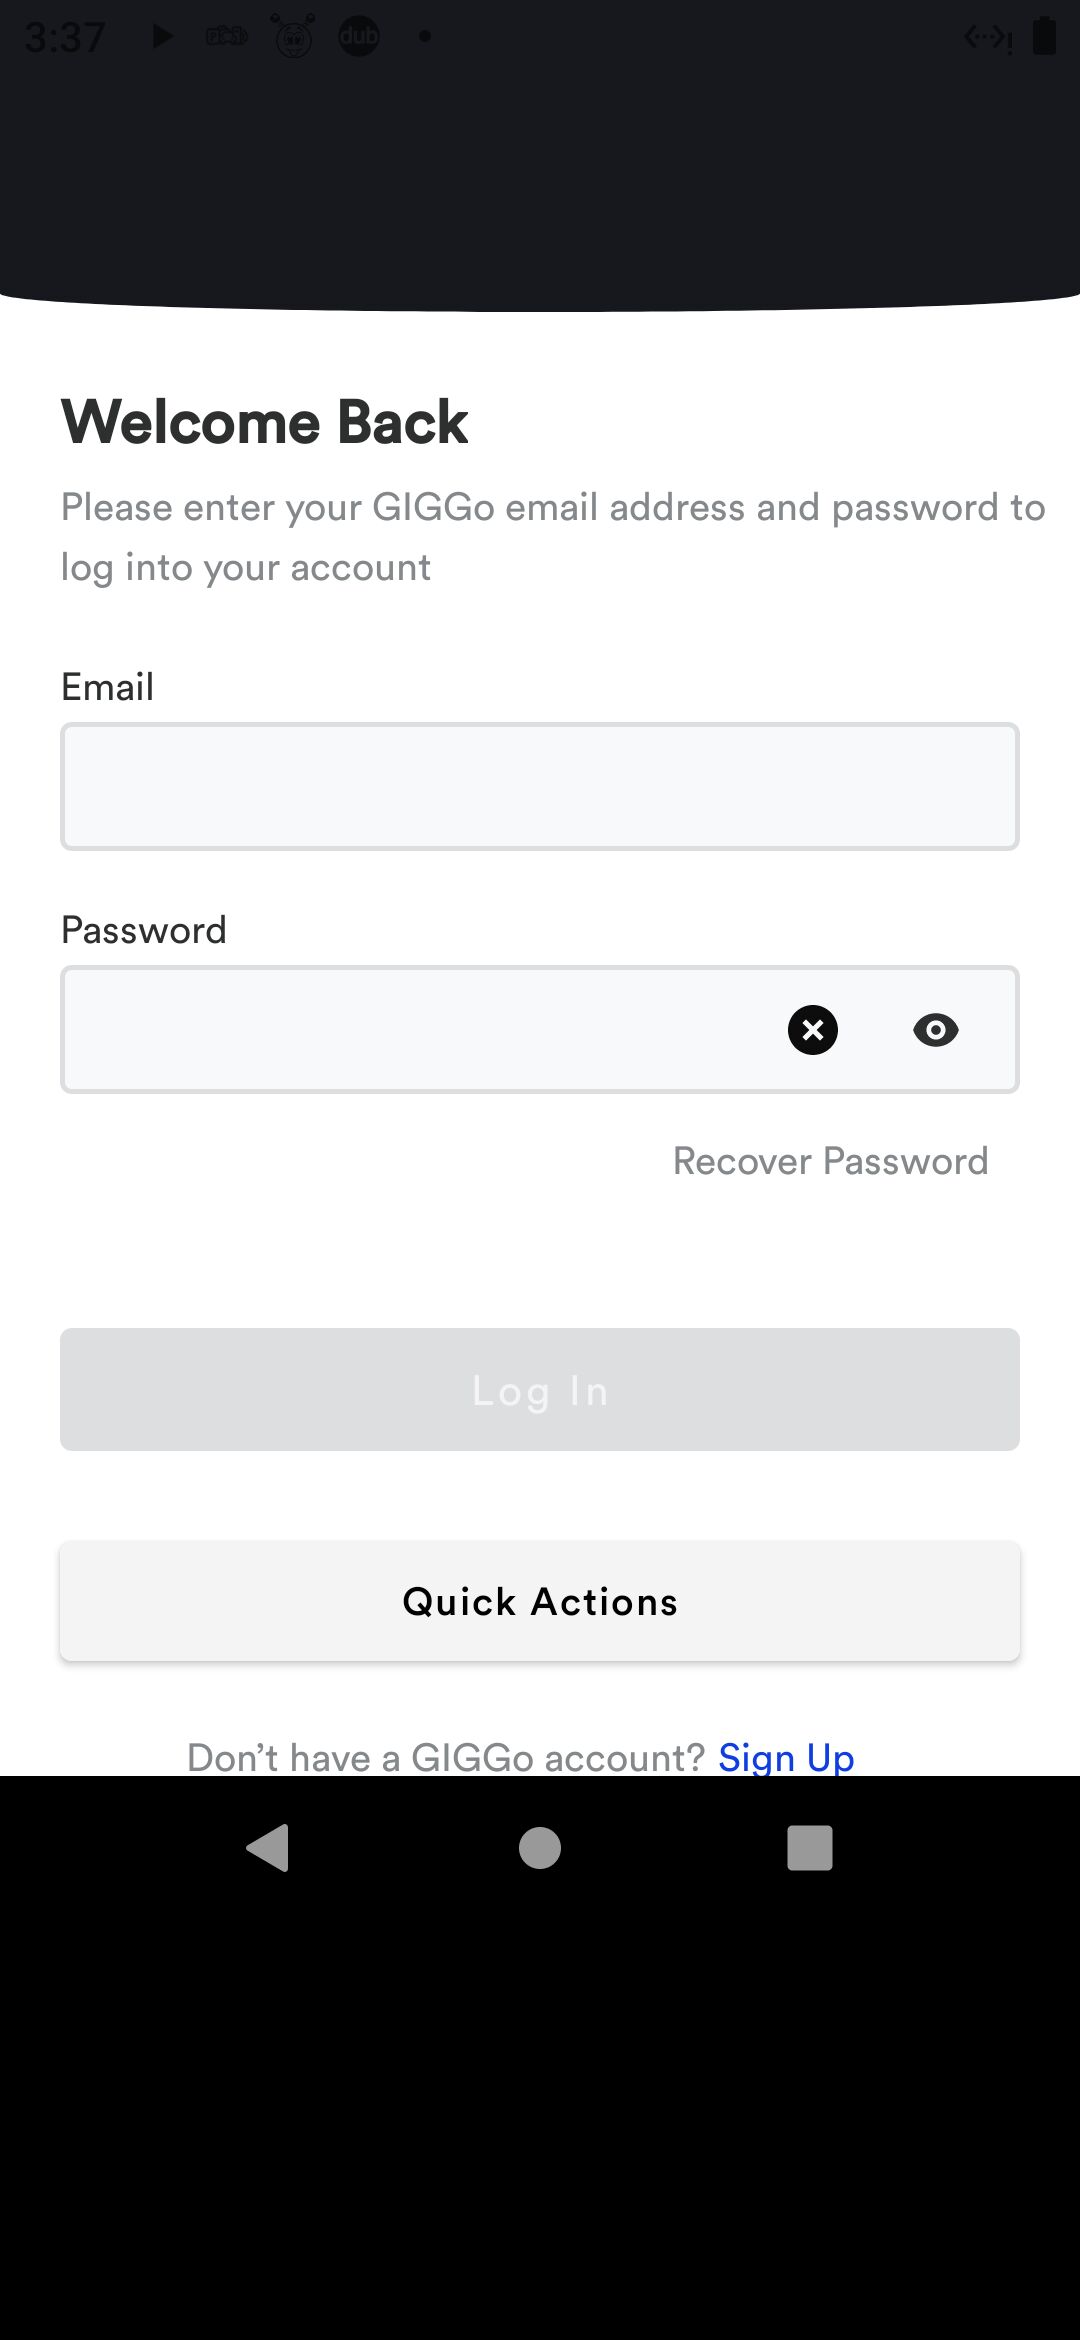 3:37
dub
Welcome Back
Please enter your GIGGo email address and password to
log into your account
Email
Password
Recover Password
Log In
Quick Actions
Don’t have a GIGGo account? Sign Up